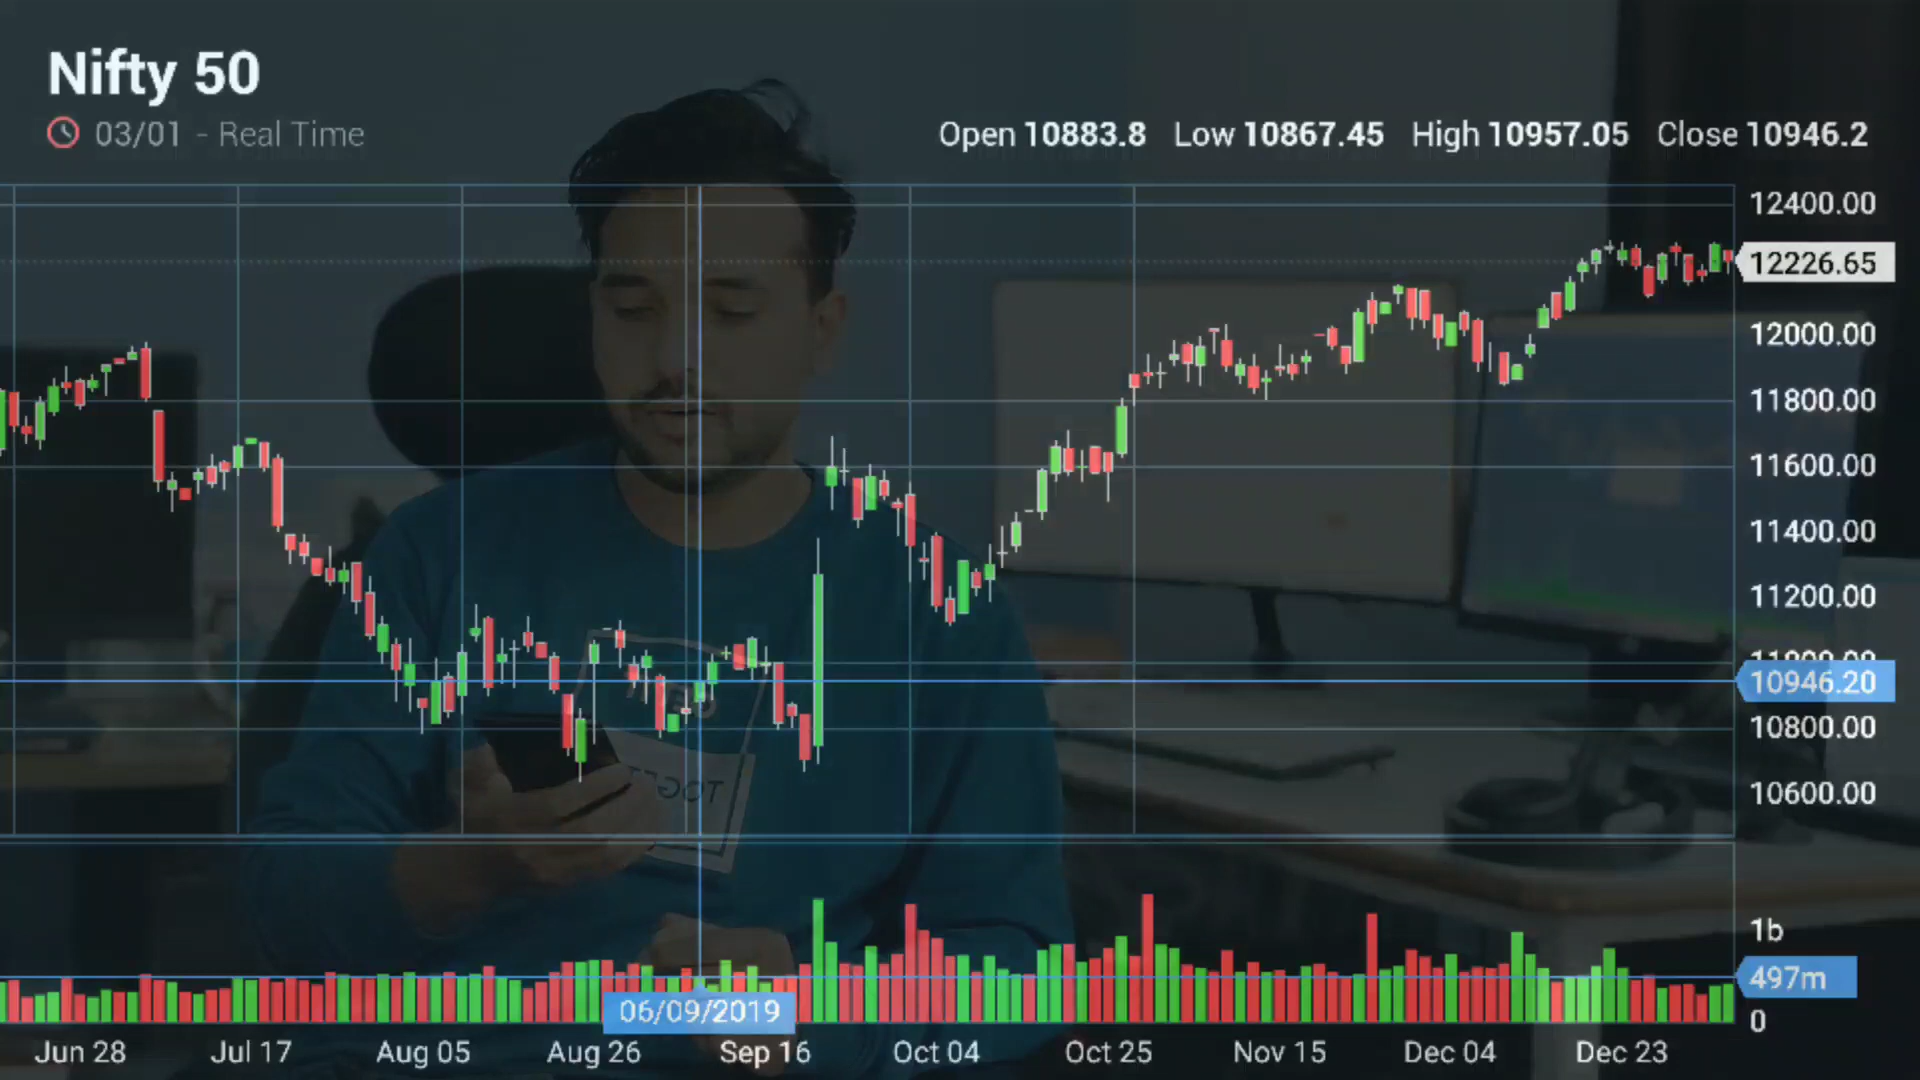 Nifty 50
03/01 - Real Time
Open 10883.8 Low 10867.45 High 10957.05 Close 10946.2
12400.00
12226.65
12000.00
11800.00
11600.00
11400.00
11200.00
10946.20
10800.00
10600.00
1b
497m
0
06/09/2019
Jun 28 Jul 17 Aug 05 Aug 26 Sep 16 Oct 04 Oct 25 Nov 15 Dec 04 Dec 23